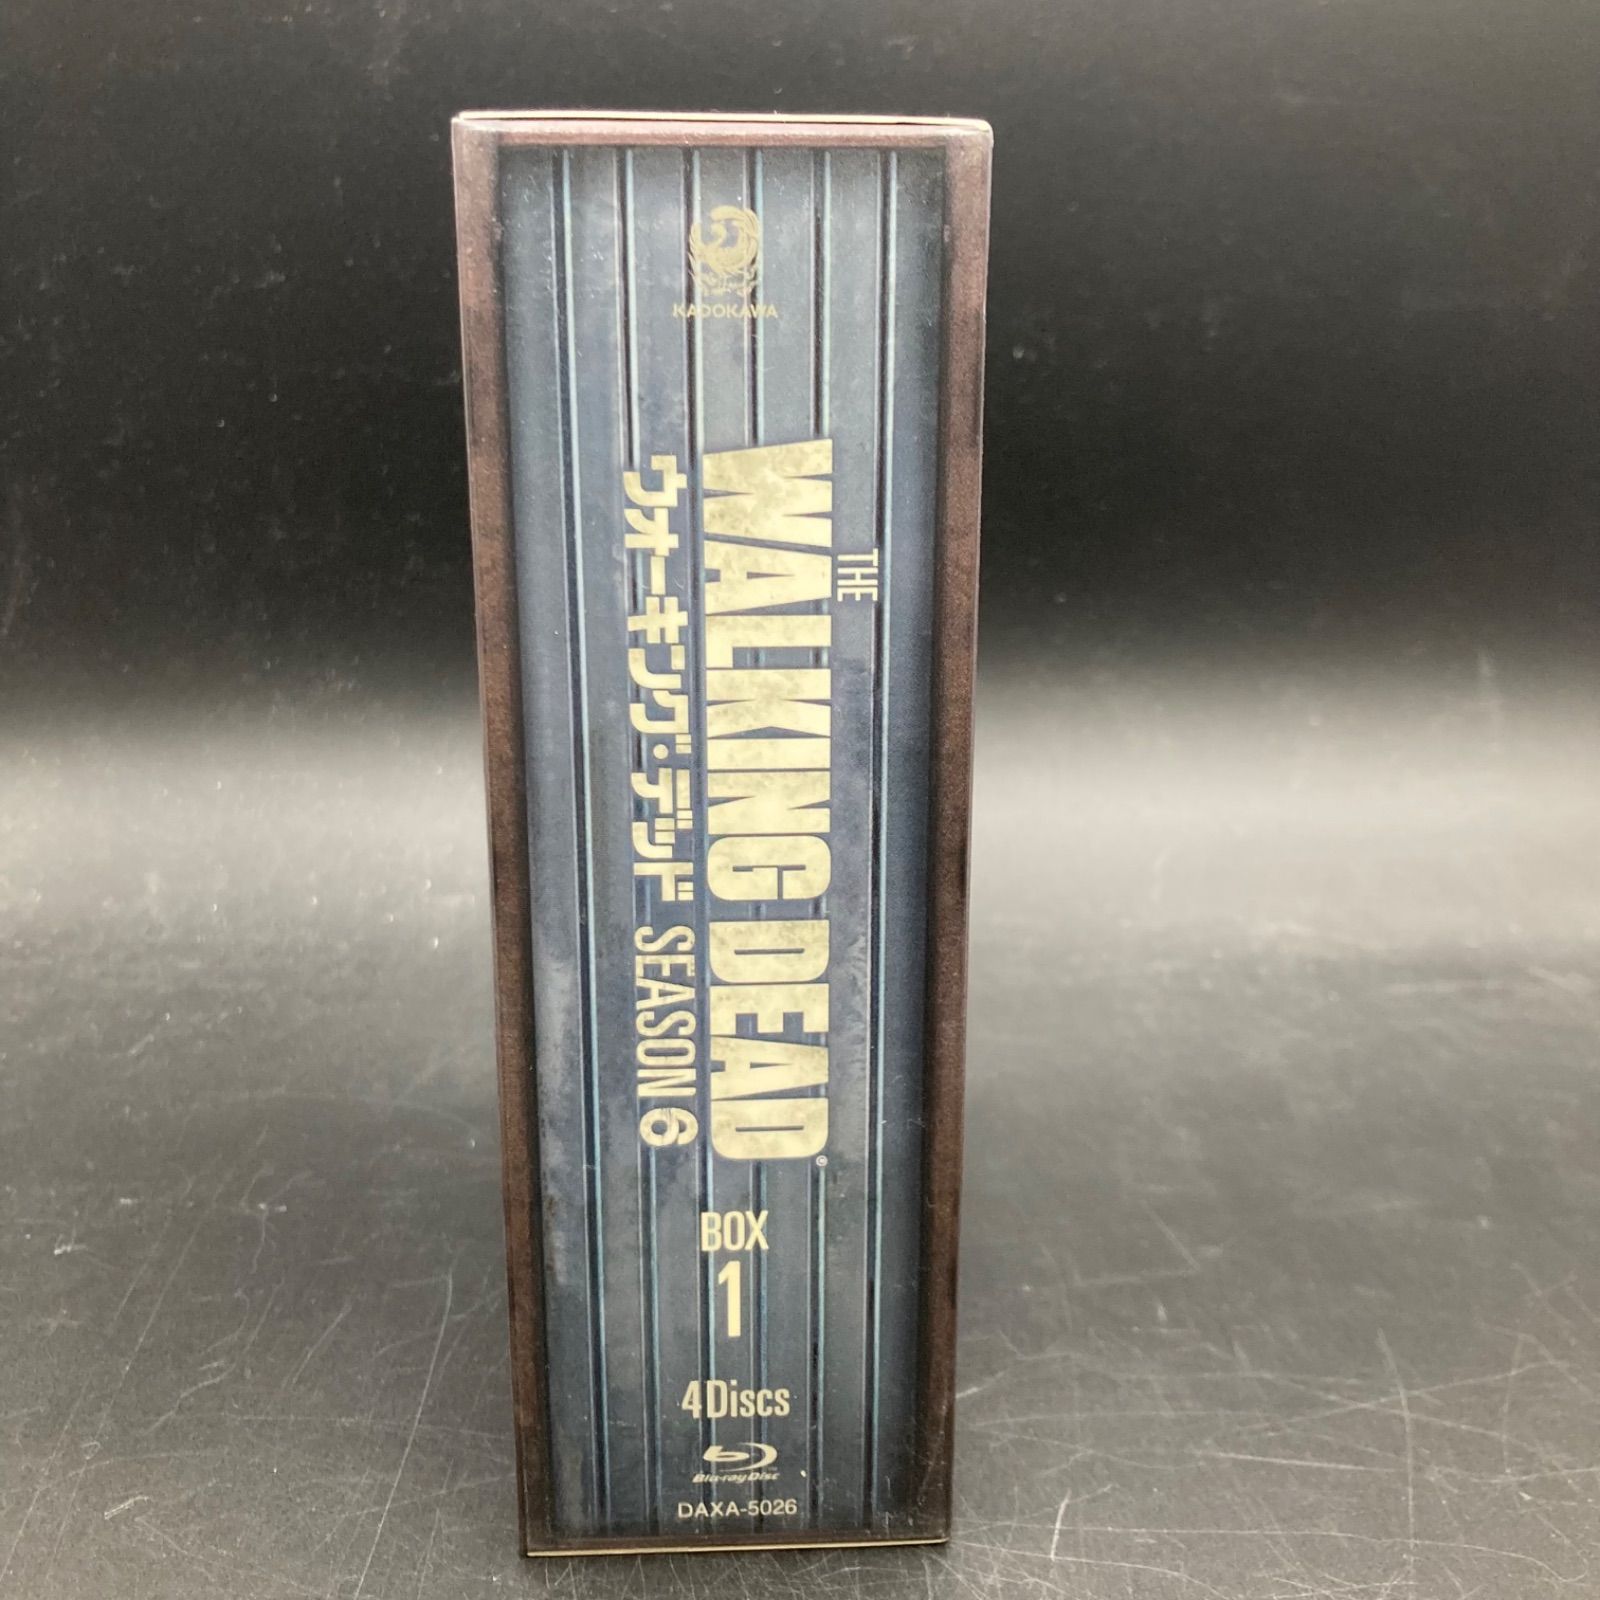 KADOKAWA
THE
WALKING DEAD®
ウォーキング・デッド SEASON 6
BOX
1
4Discs
Blu-ray Disc™
DAXA-5026